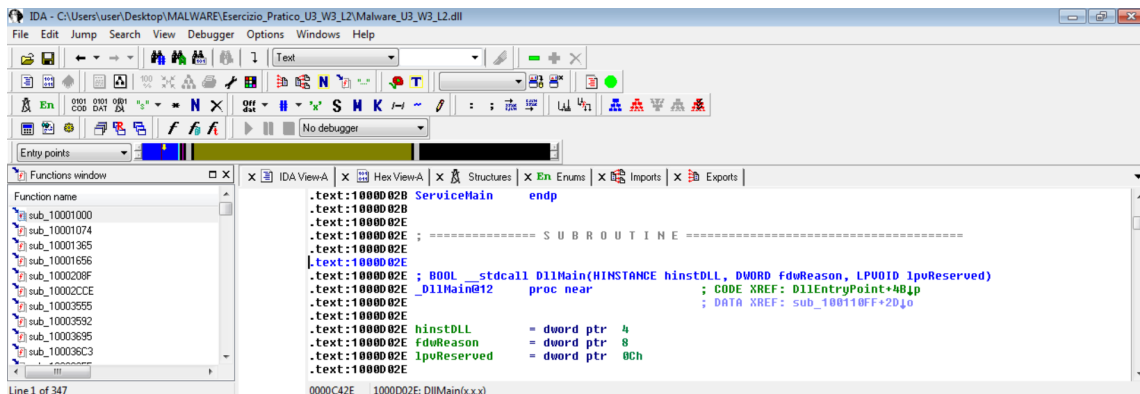 IDA - C:\Users\user\Desktop\MALWARE\Esercizio_Pratico_U3_W3_L2\Malware_U3_W3_L2.dll
File Edit Jump Search View Debugger Options Windows Help
Text
En
No debugger
Entry points
Functions window
IDA View-A Hex View-A Structures En Enums Imports Exports
Function name
sub_10001000
sub_10001074
sub_10001365
sub_10001656
sub_1000208F
sub_10002CCE
sub_10003555
sub_10003592
sub_10003695
sub_100036C3
.text:1000D02B ServiceMain endp
.text:1000D02B
.text:1000D02E
.text:1000D02E ; =============== S U B R O U T I N E =======================================
.text:1000D02E
.text:1000D02E
.text:1000D02E ; BOOL __stdcall DllMain(HINSTANCE hinstDLL, DWORD fdwReason, LPVOID lpvReserved)
.text:1000D02E _DllMain@12 proc near ; CODE XREF: DllEntryPoint+4B↓p
.text:1000D02E ; DATA XREF: sub_100110FF+2D↓o
.text:1000D02E
.text:1000D02E hinstDLL = dword ptr 4
.text:1000D02E fdwReason = dword ptr 8
.text:1000D02E lpvReserved = dword ptr 0Ch
.text:1000D02E
Line 1 of 347
0000C42E 1000D02E: DllMain(x,x,x)